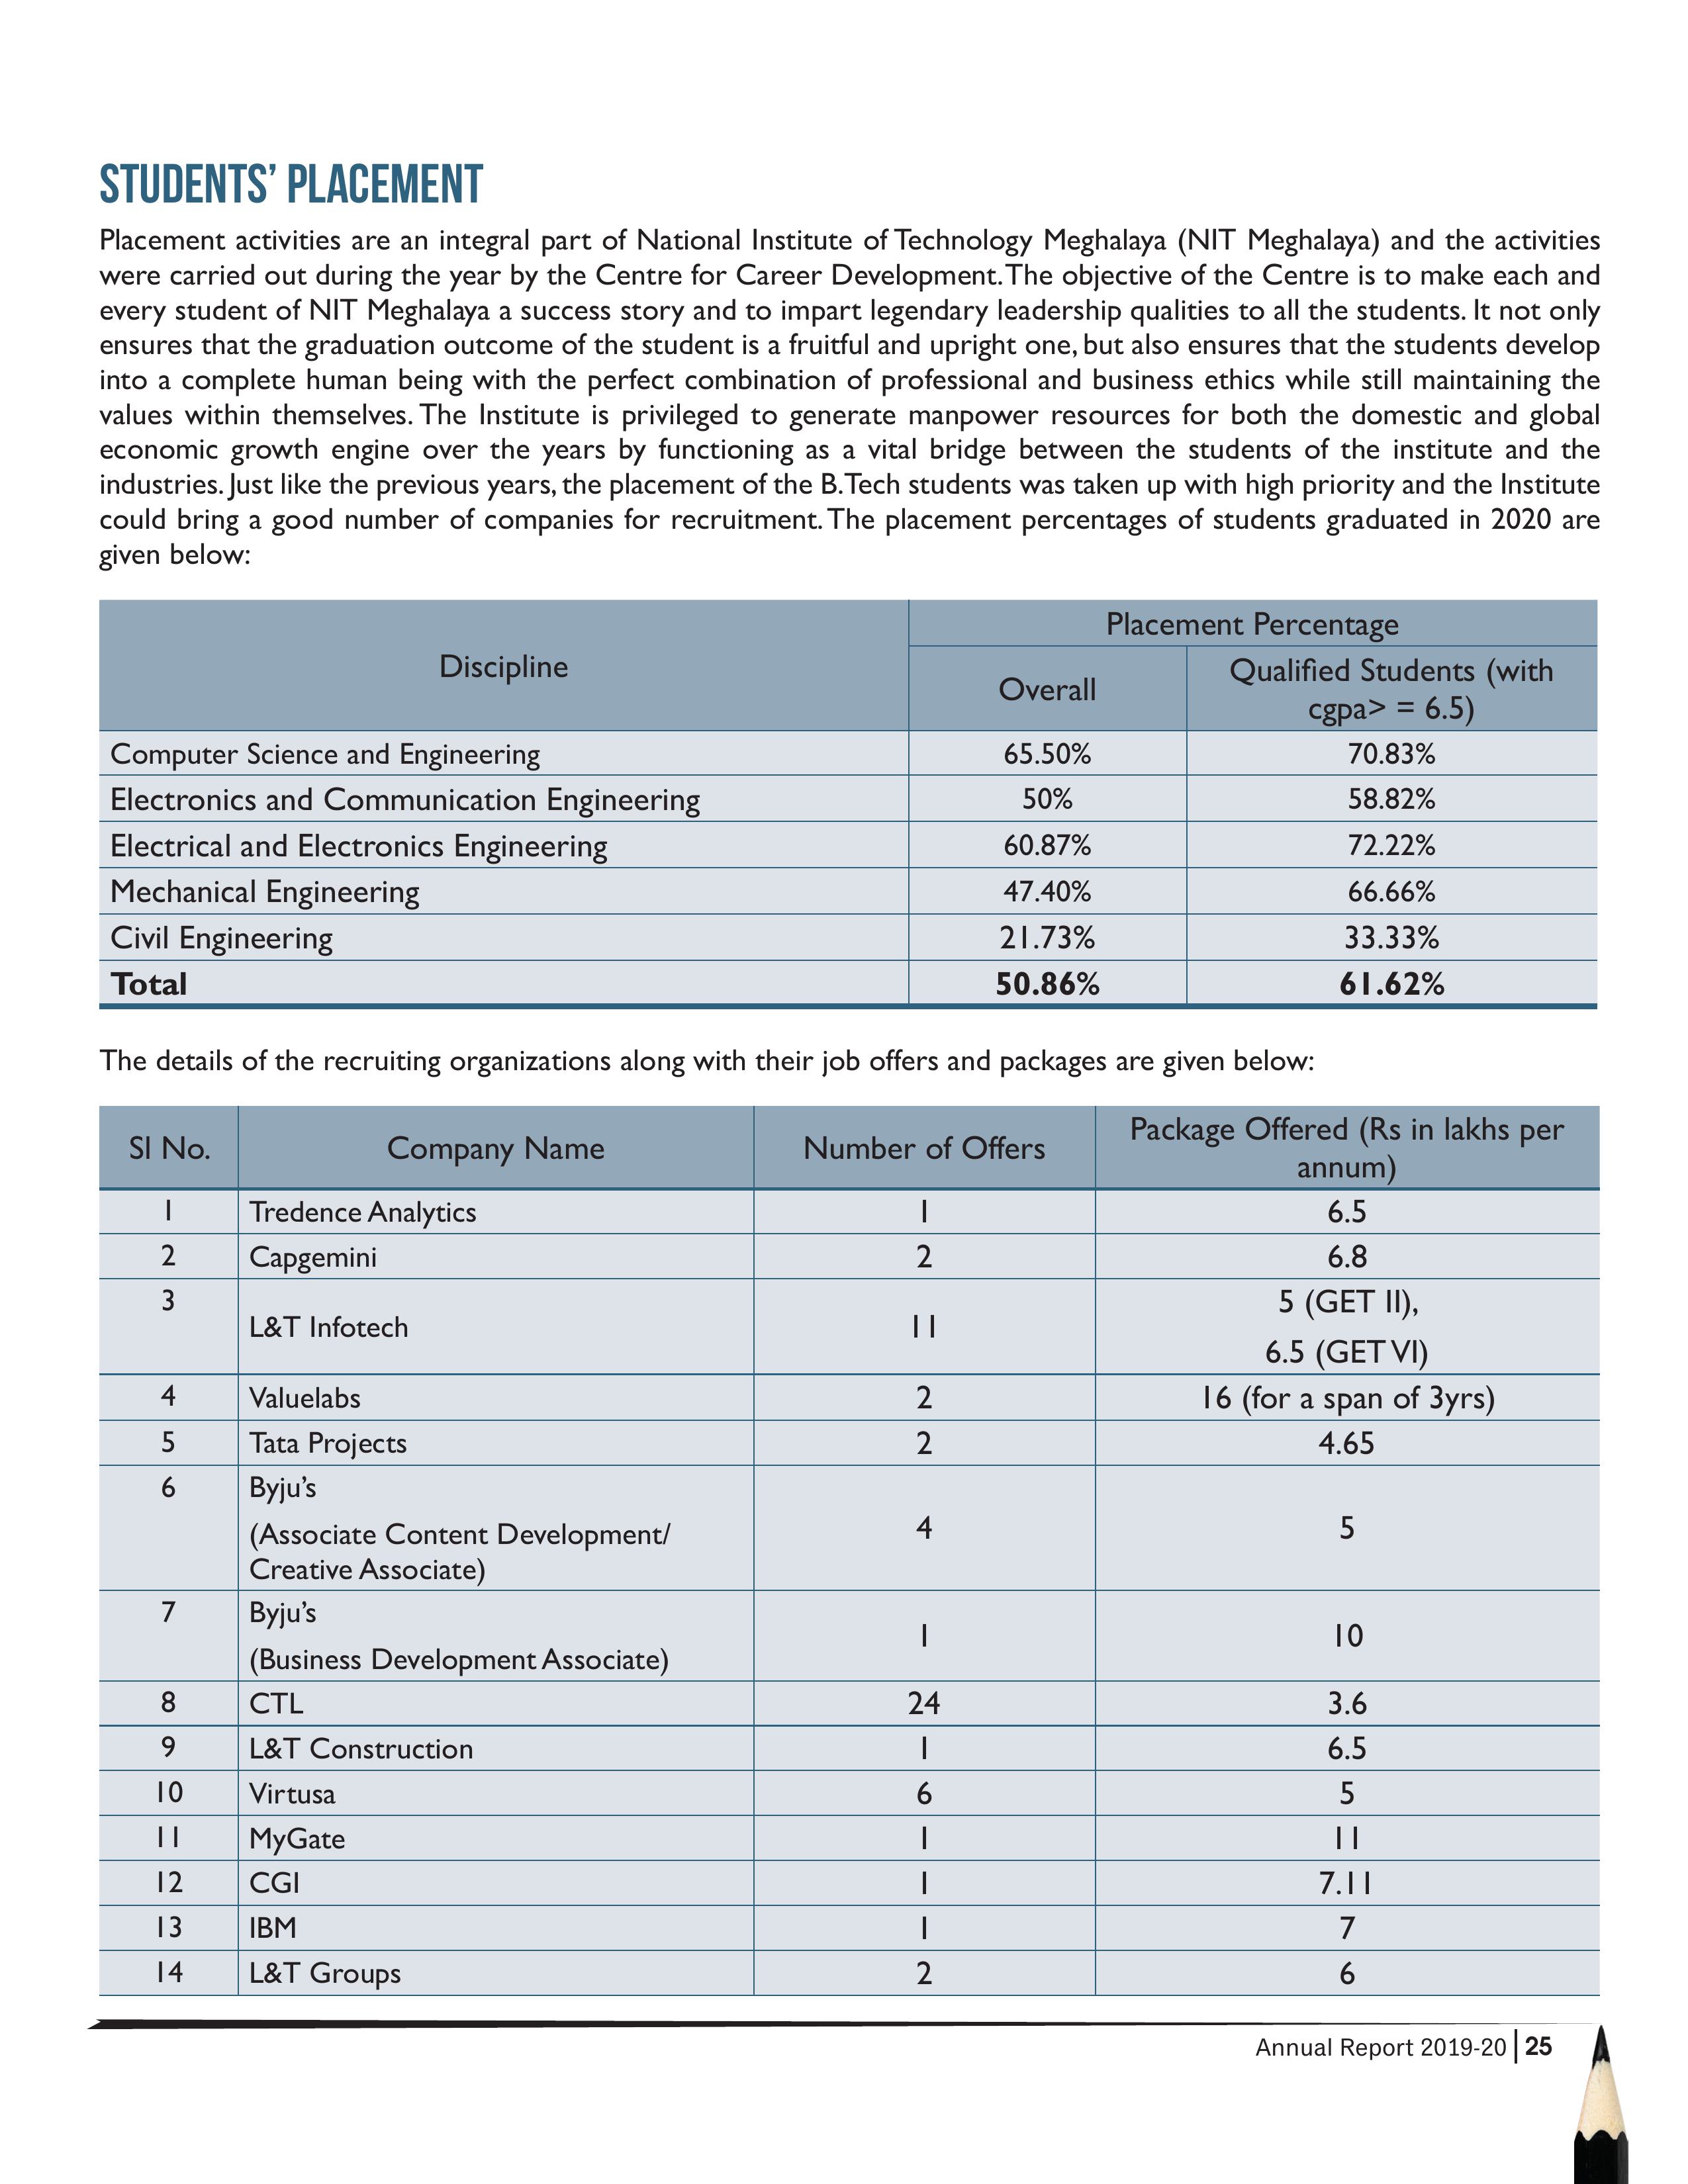 STUDENTS' PLACEMENT
Placement activities are an integral part of National Institute of Technology Meghalaya (NIT Meghalaya) and the activities
were carried out during the year by the Centre for Career Development. The objective of the Centre is to make each and
every student of NIT Meghalaya a success story and to impart legendary leadership qualities to all the students. It not only
ensures that the graduation outcome of the student is a fruitful and upright one, but also ensures that the students develop
into a complete human being with the perfect combination of professional and business ethics while still maintaining the
values within themselves. The Institute is privileged to generate manpower resources for both the domestic and global
economic growth engine over the years by functioning as a vital bridge between the students of the institute and the
industries. Just like the previous years, the placement of the B.Tech students was taken up with high priority and the Institute
could bring a good number of companies for recruitment. The placement percentages of students graduated in 2020 are
given below:
Discipline
Placement Percentage
Overall
Qualified Students (with
cgpa> = 6.5)
Computer Science and Engineering 65.50% 70.83%
Electronics and Communication Engineering 50% 58.82%
Electrical and Electronics Engineering 60.87% 72.22%
Mechanical Engineering 47.40% 66.66%
Civil Engineering 21.73% 33.33%
Total 50.86% 61.62%
The details of the recruiting organizations along with their job offers and packages are given below:
Sl No. Company Name Number of Offers Package Offered (Rs in lakhs per
annum)
1 Tredence Analytics 1 6.5
2 Capgemini 2 6.8
3 L&T Infotech 11 5 (GET II),
6.5 (GET VI)
4 Valuelabs 2 16 (for a span of 3yrs)
5 Tata Projects 2 4.65
6 Byju's
(Associate Content Development/
Creative Associate)
4 5
7 Byju's
(Business Development Associate)
1 10
8 CTL 24 3.6
9 L&T Construction 1 6.5
10 Virtusa 6 5
11 MyGate 1 11
12 CGI 1 7.11
13 IBM 1 7
14 L&T Groups 2 6
Annual Report 2019-20 | 25